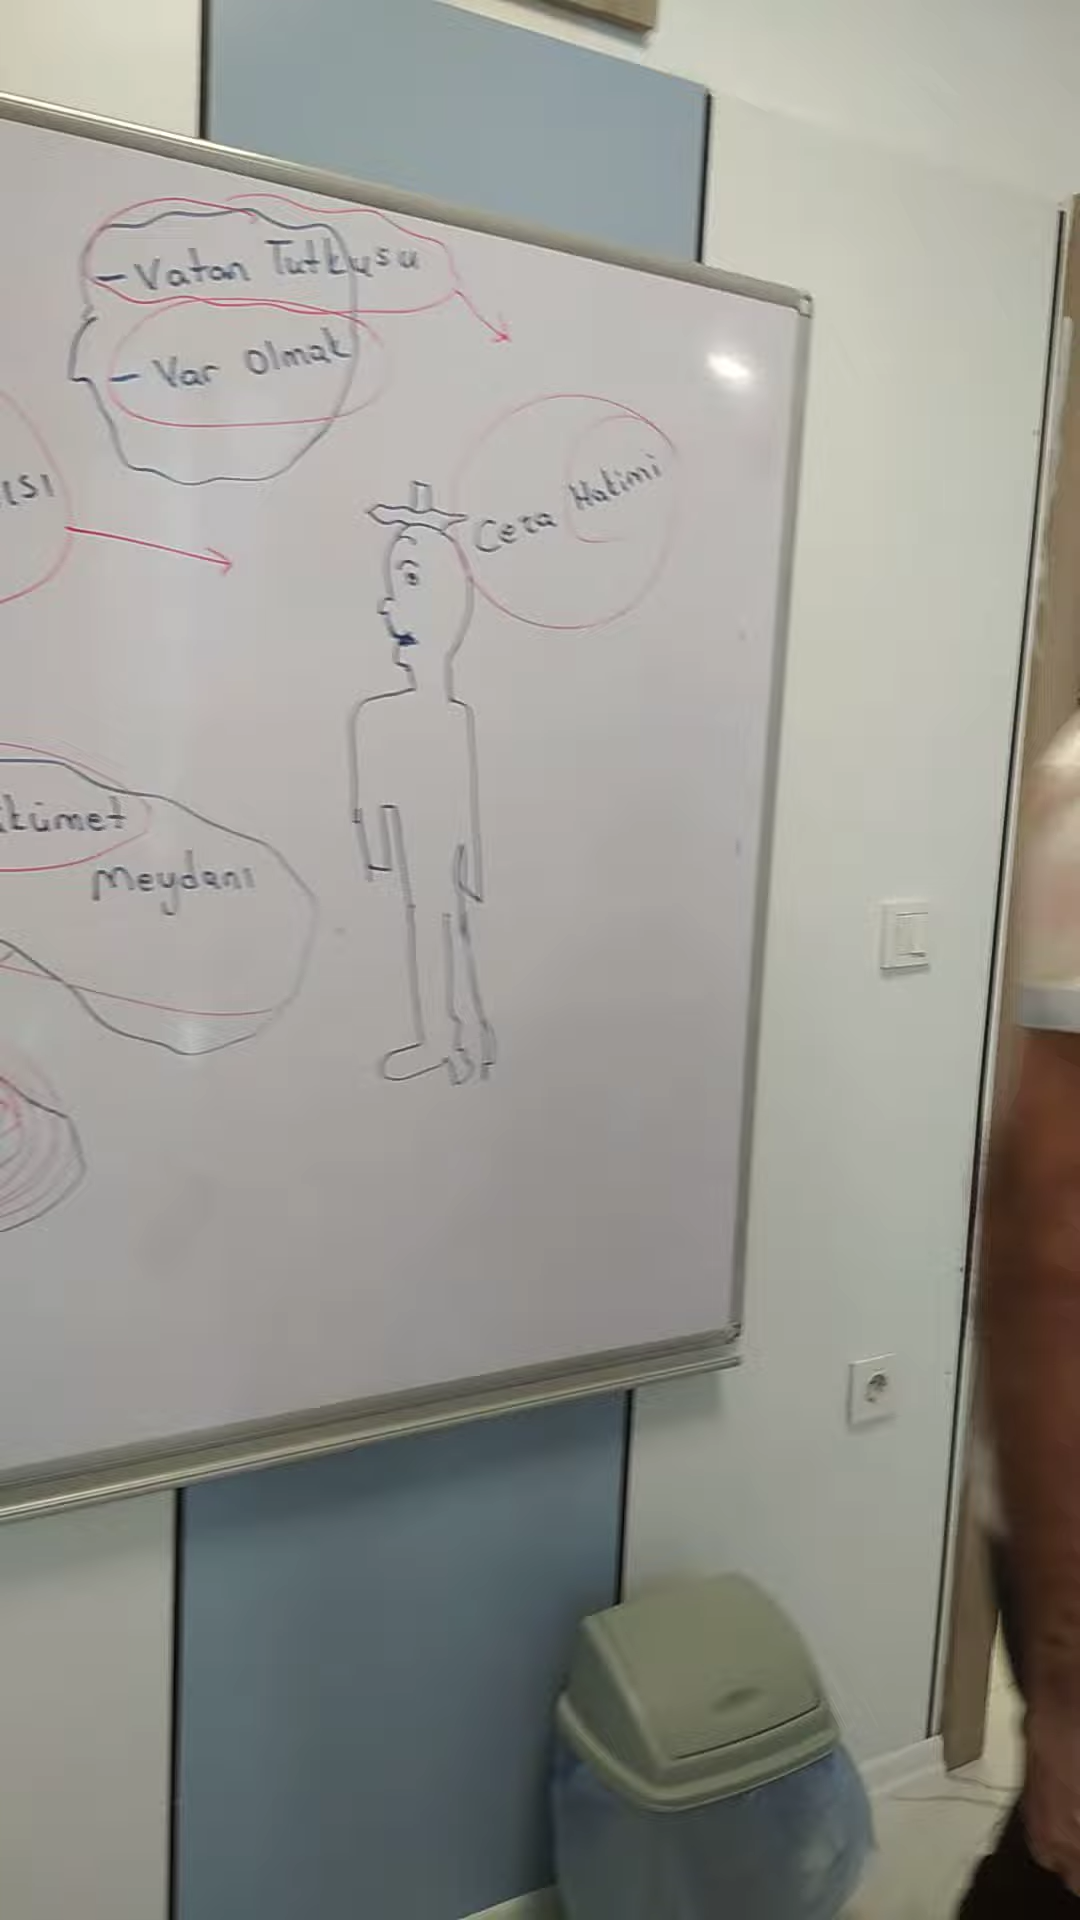 - Vatan Tutkusu
- Var olmak
Ceza Hakimi
Meydanı